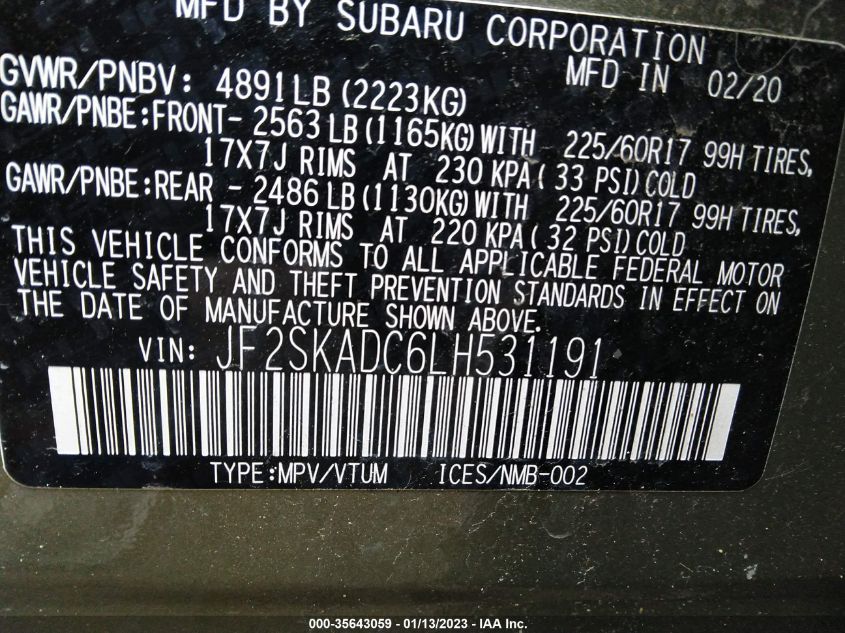 MFD BY SUBARU CORPORATION
MFD IN 02/20
GVWR/PNBV: 4891LB (2223KG)
GAWR/PNBE:FRONT- 2563LB(1165KG)WITH 225/60R17 99H TIRES,
17X7J RIMS AT 230 KPA( 33 PSI)COLD
GAWR/PNBE:REAR - 2486LB(1130KG)WITH 225/60R17 99H TIRES,
17X7J RIMS AT 220 KPA( 32 PSI)COLD
THIS VEHICLE CONFORMS TO ALL APPLICABLE FEDERAL MOTOR
VEHICLE SAFETY AND THEFT PREVENTION STANDARDS IN EFFECT ON
THE DATE OF MANUFACTURE SHOWN ABOVE.
VIN: JF2SKADC6LH531191
TYPE:MPV/VTUM ICES/NMB-002
000-35643059 — 01/13/2023 — IAA Inc.